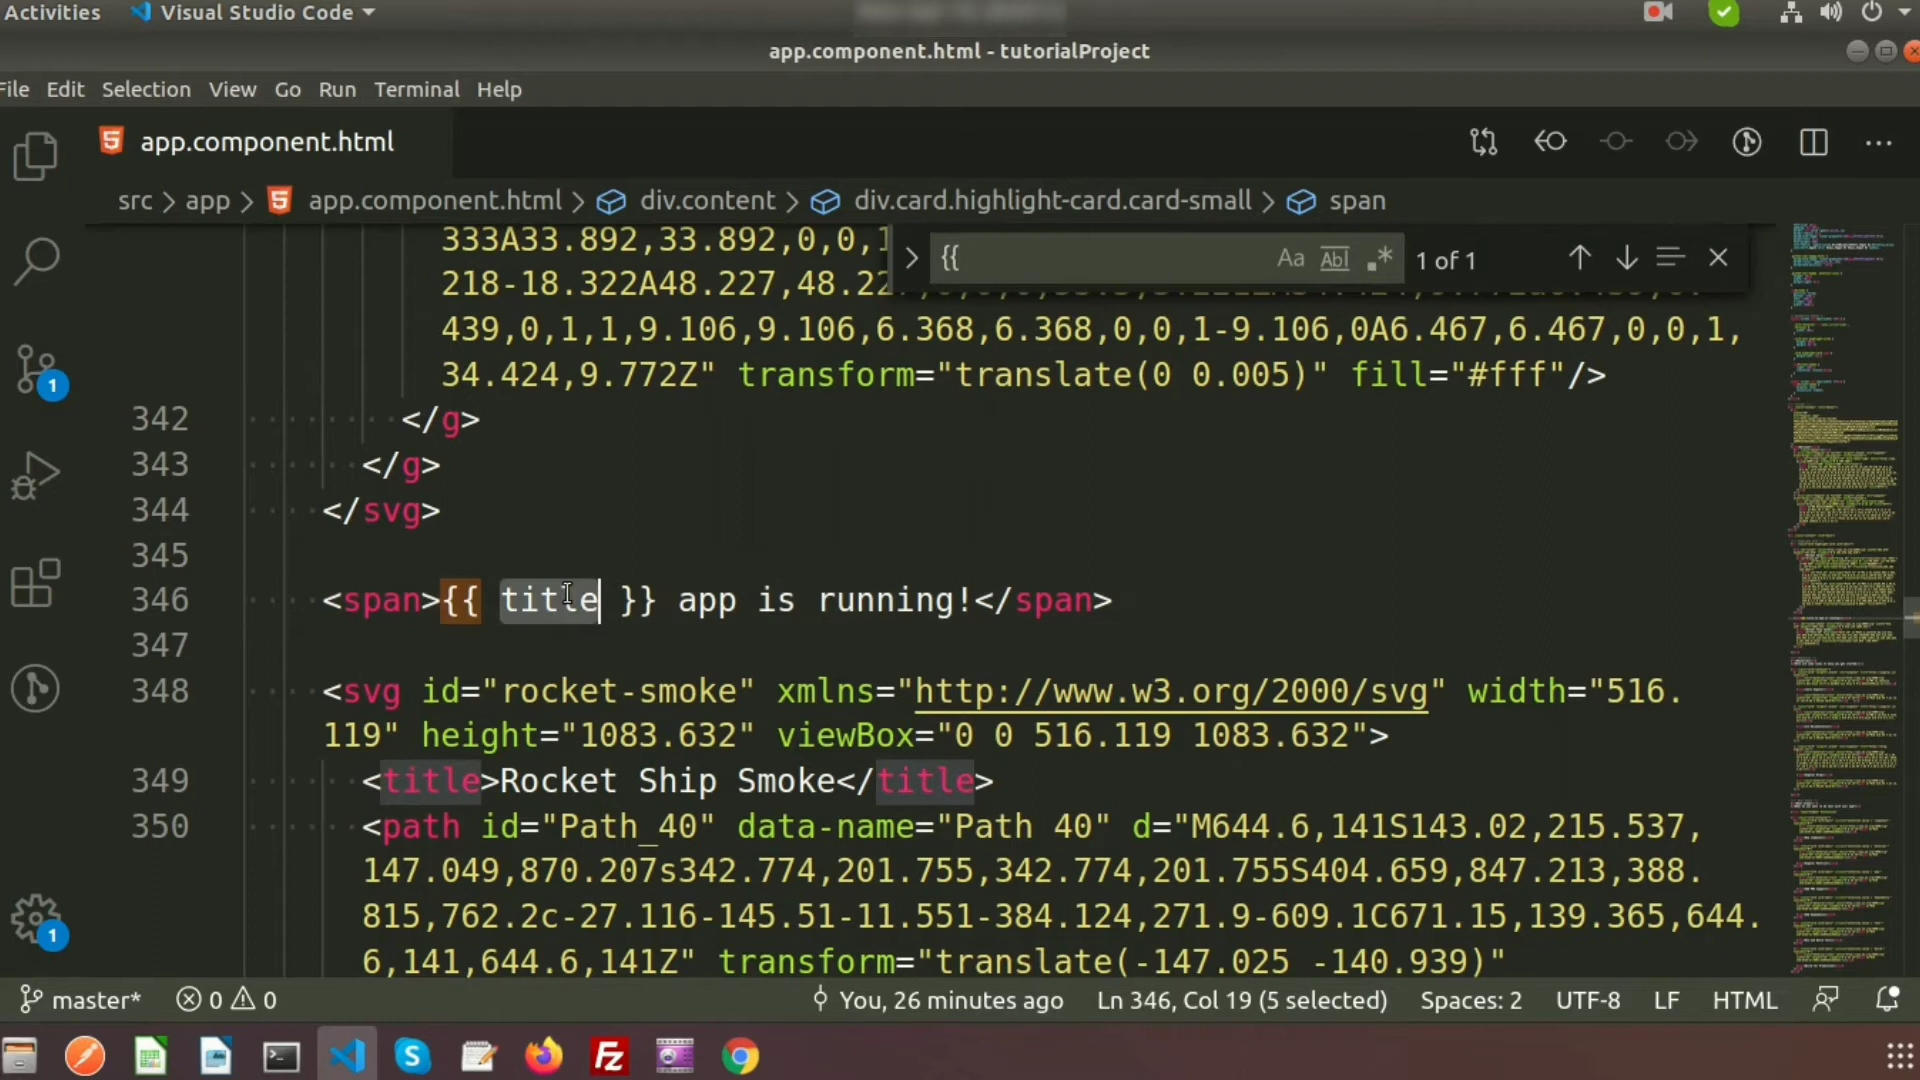 Activities Visual Studio Code
app.component.html - tutorialProject
File Edit Selection View Go Run Terminal Help
app.component.html
src > app > app.component.html > div.content > div.card.highlight-card.card-small > span
{{ Aa Abl .* 1 of 1
333A33.892,33.892,0,0,1
218-18.322A48.227,48.22
439,0,1,1,9.106,9.106,6.368,6.368,0,0,1-9.106,0A6.467,6.467,0,0,1,
34.424,9.772Z" transform="translate(0 0.005)" fill="#fff"/>
342 </g>
343 </g>
344 </svg>
345
346 <span>{{ title }} app is running!</span>
347
348 <svg id="rocket-smoke" xmlns="http://www.w3.org/2000/svg" width="516.
119" height="1083.632" viewBox="0 0 516.119 1083.632">
349 <title>Rocket Ship Smoke</title>
350 <path id="Path_40" data-name="Path 40" d="M644.6,141S143.02,215.537,
147.049,870.207s342.774,201.755,342.774,201.755S404.659,847.213,388.
815,762.2c-27.116-145.51-11.551-384.124,271.9-609.1C671.15,139.365,644.
6,141,644.6,141Z" transform="translate(-147.025 -140.939)"
1
1
master* 0 0 You, 26 minutes ago Ln 346, Col 19 (5 selected) Spaces: 2 UTF-8 LF HTML